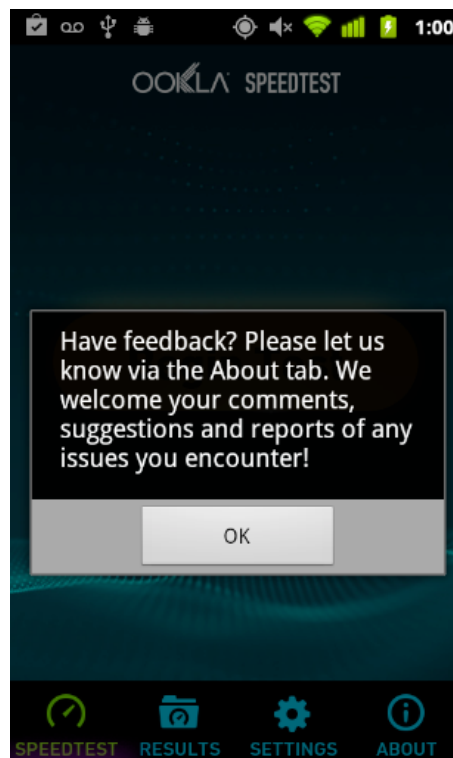 1:00
OOKLA SPEEDTEST
Have feedback? Please let us
know via the About tab. We
welcome your comments,
suggestions and reports of any
issues you encounter!
OK
SPEEDTEST RESULTS SETTINGS ABOUT